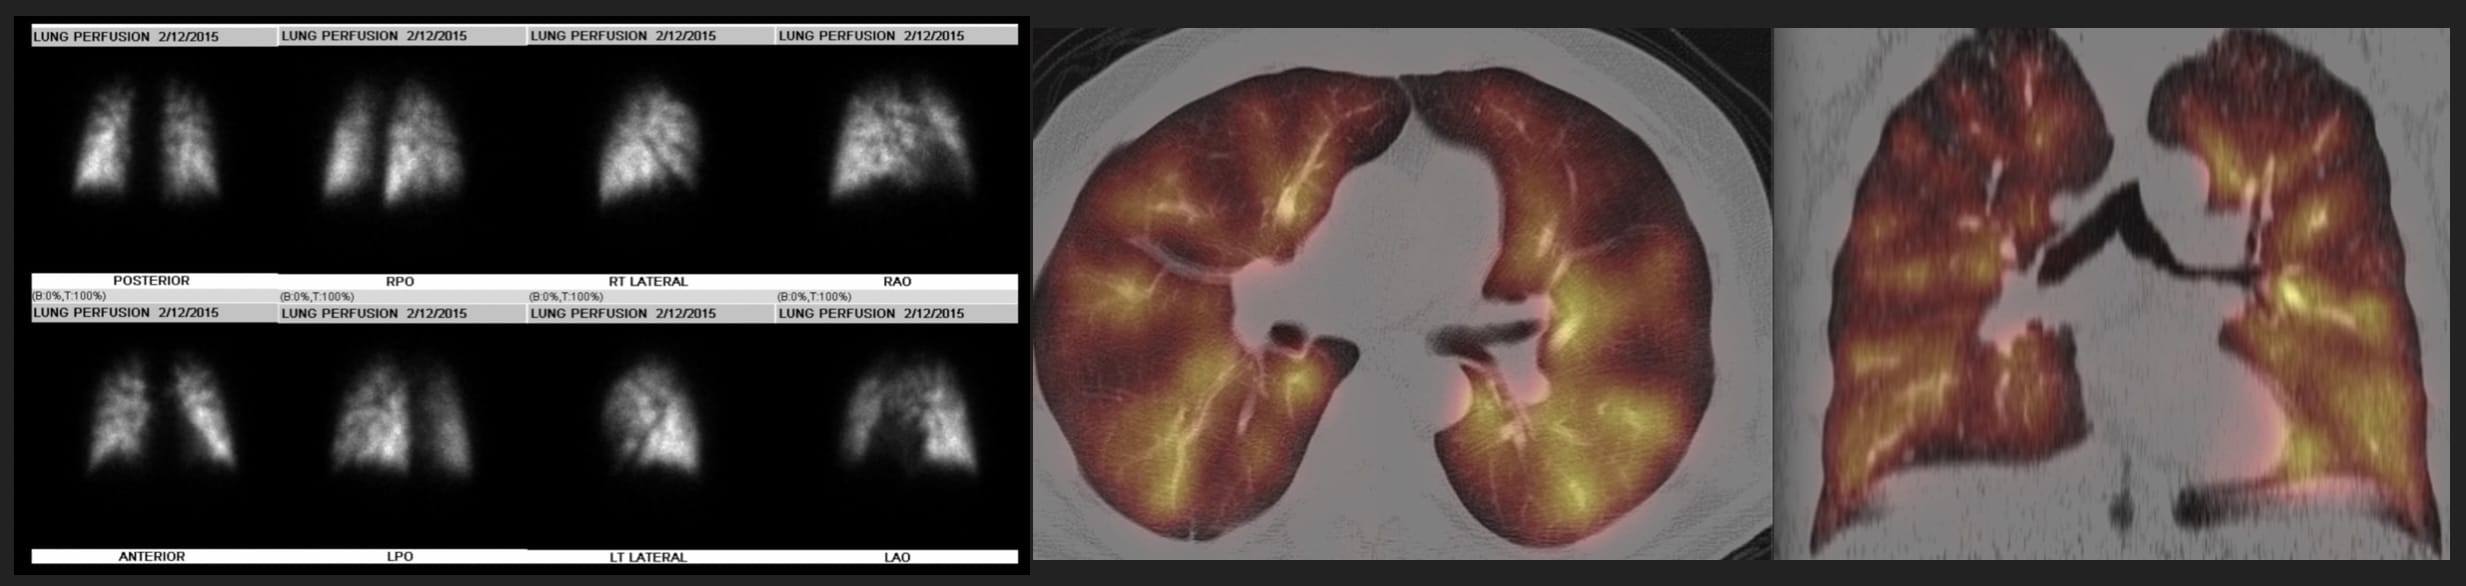 LUNG PERFUSION 2/12/2015 LUNG PERFUSION 2/12/2015 LUNG PERFUSION 2/12/2015 LUNG PERFUSION 2/12/2015
POSTERIOR RPO RT LATERAL RAO
(B:0%,T:100%) (B:0%,T:100%) (B:0%,T:100%) (B:0%,T:100%)
LUNG PERFUSION 2/12/2015 LUNG PERFUSION 2/12/2015 LUNG PERFUSION 2/12/2015 LUNG PERFUSION 2/12/2015
ANTERIOR LPO LT LATERAL LAO